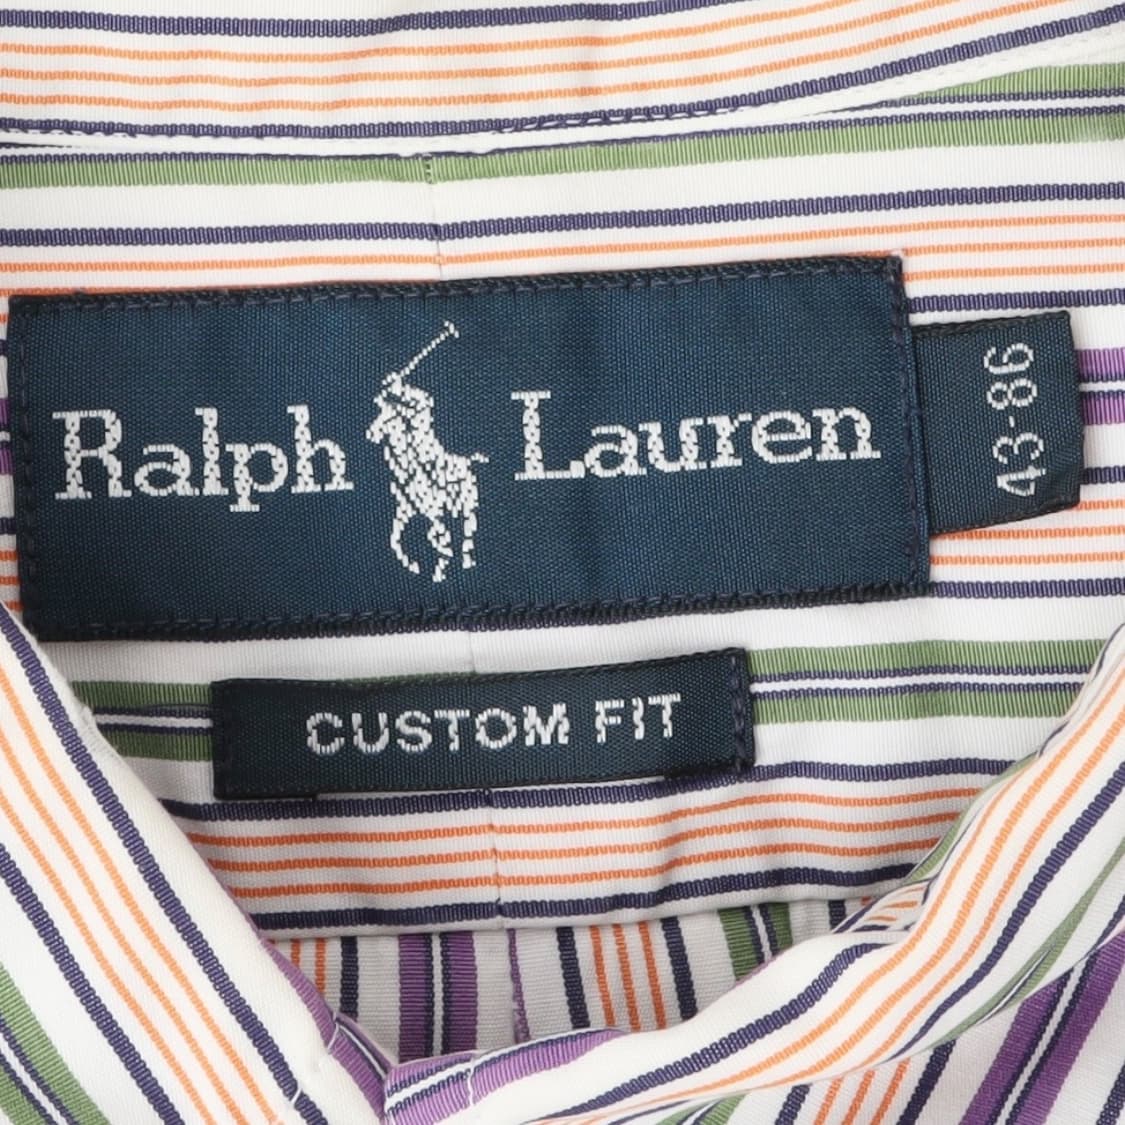 Ralph Lauren
43-86
CUSTOM FIT